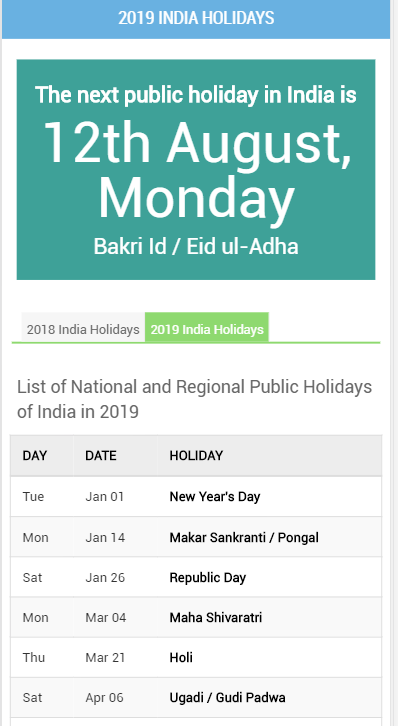 2019 INDIA HOLIDAYS
The next public holiday in India is
12th August,
Monday
Bakri Id / Eid ul-Adha
2018 India Holidays 2019 India Holidays
List of National and Regional Public Holidays
of India in 2019
DAY DATE HOLIDAY
Tue Jan 01 New Year's Day
Mon Jan 14 Makar Sankranti / Pongal
Sat Jan 26 Republic Day
Mon Mar 04 Maha Shivaratri
Thu Mar 21 Holi
Sat Apr 06 Ugadi / Gudi Padwa